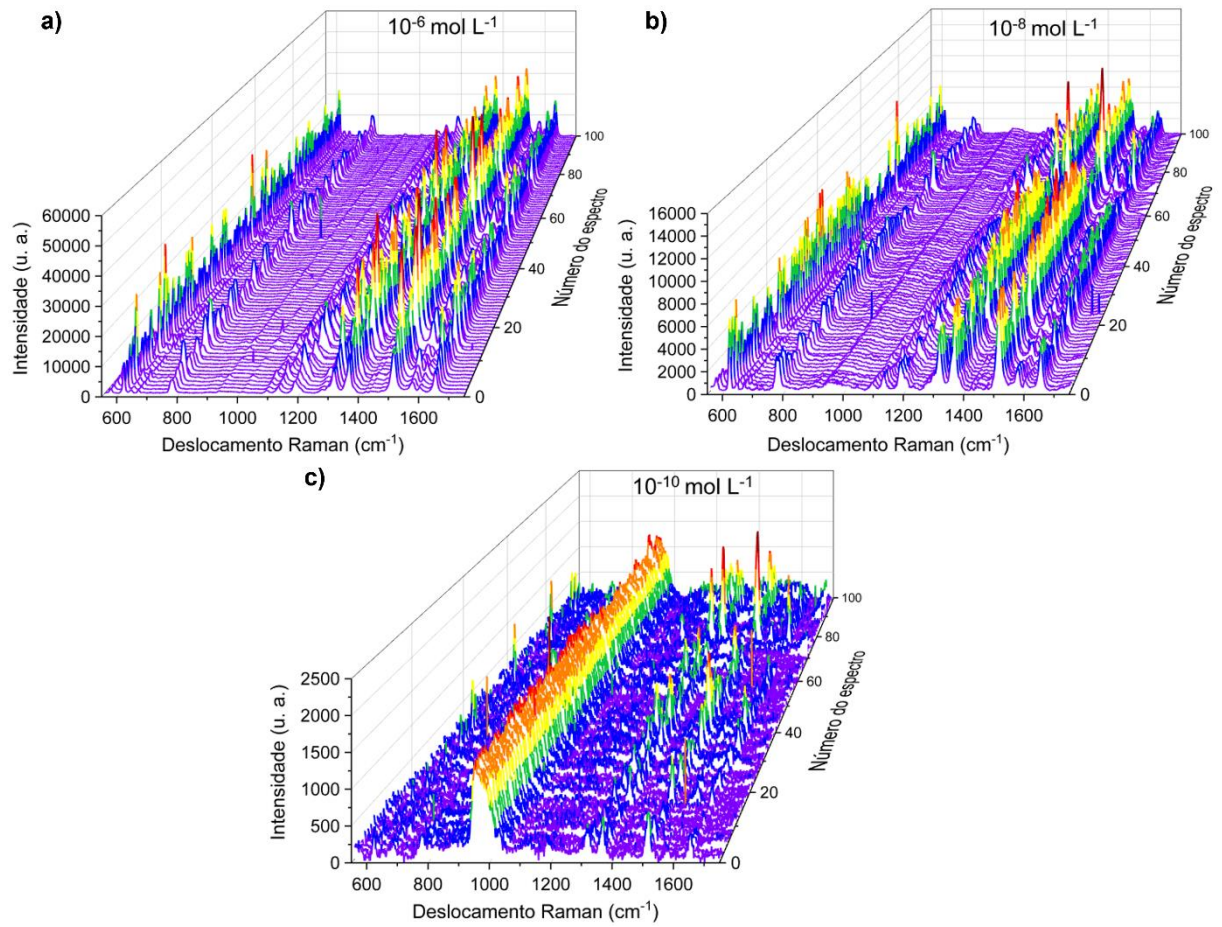 a)
10⁻⁶ mol L⁻¹
60000
50000
40000
30000
20000
10000
0
Intensidade (u. a.)
600 800 1000 1200 1400 1600
Deslocamento Raman (cm⁻¹)
0
20
40
60
80
100
Número do espectro
b)
10⁻⁸ mol L⁻¹
16000
14000
12000
10000
8000
6000
4000
2000
0
Intensidade (u. a.)
600 800 1000 1200 1400 1600
Deslocamento Raman (cm⁻¹)
0
20
40
60
80
100
Número do espectro
c)
10⁻¹⁰ mol L⁻¹
2500
2000
1500
1000
500
0
Intensidade (u. a.)
600 800 1000 1200 1400 1600
Deslocamento Raman (cm⁻¹)
0
20
40
60
80
100
Número do espectro